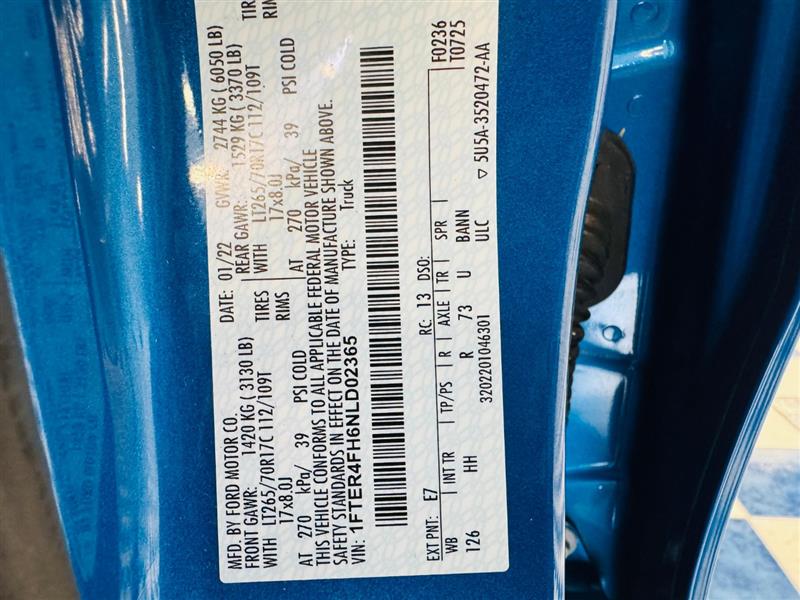 MFD. BY FORD MOTOR CO.
DATE: 01/22 GVWR: 2744 KG ( 6050 LB)
FRONT GAWR: 1420 KG ( 3130 LB) REAR GAWR: 1529 KG ( 3370 LB)
WITH LT265/70R17C 112/109T TIRES WITH LT265/70R17C 112/109T TIR
17x8.0J RIMS 17x8.0J RIM
AT 270 kPa/ 39 PSI COLD AT 270 kPa/ 39 PSI COLD
THIS VEHICLE CONFORMS TO ALL APPLICABLE FEDERAL MOTOR VEHICLE
SAFETY STANDARDS IN EFFECT ON THE DATE OF MANUFACTURE SHOWN ABOVE.
VIN: 1FTER4FH6NLD02365 TYPE: Truck
F0236
T0725
EXT PNT: E7 RC: 13 DSO:
WB INT TR TP/PS R AXLE TR SPR
126 HH R 73 U BANN
3202201046301 ULC ▽ 5U5A-3520472-AA